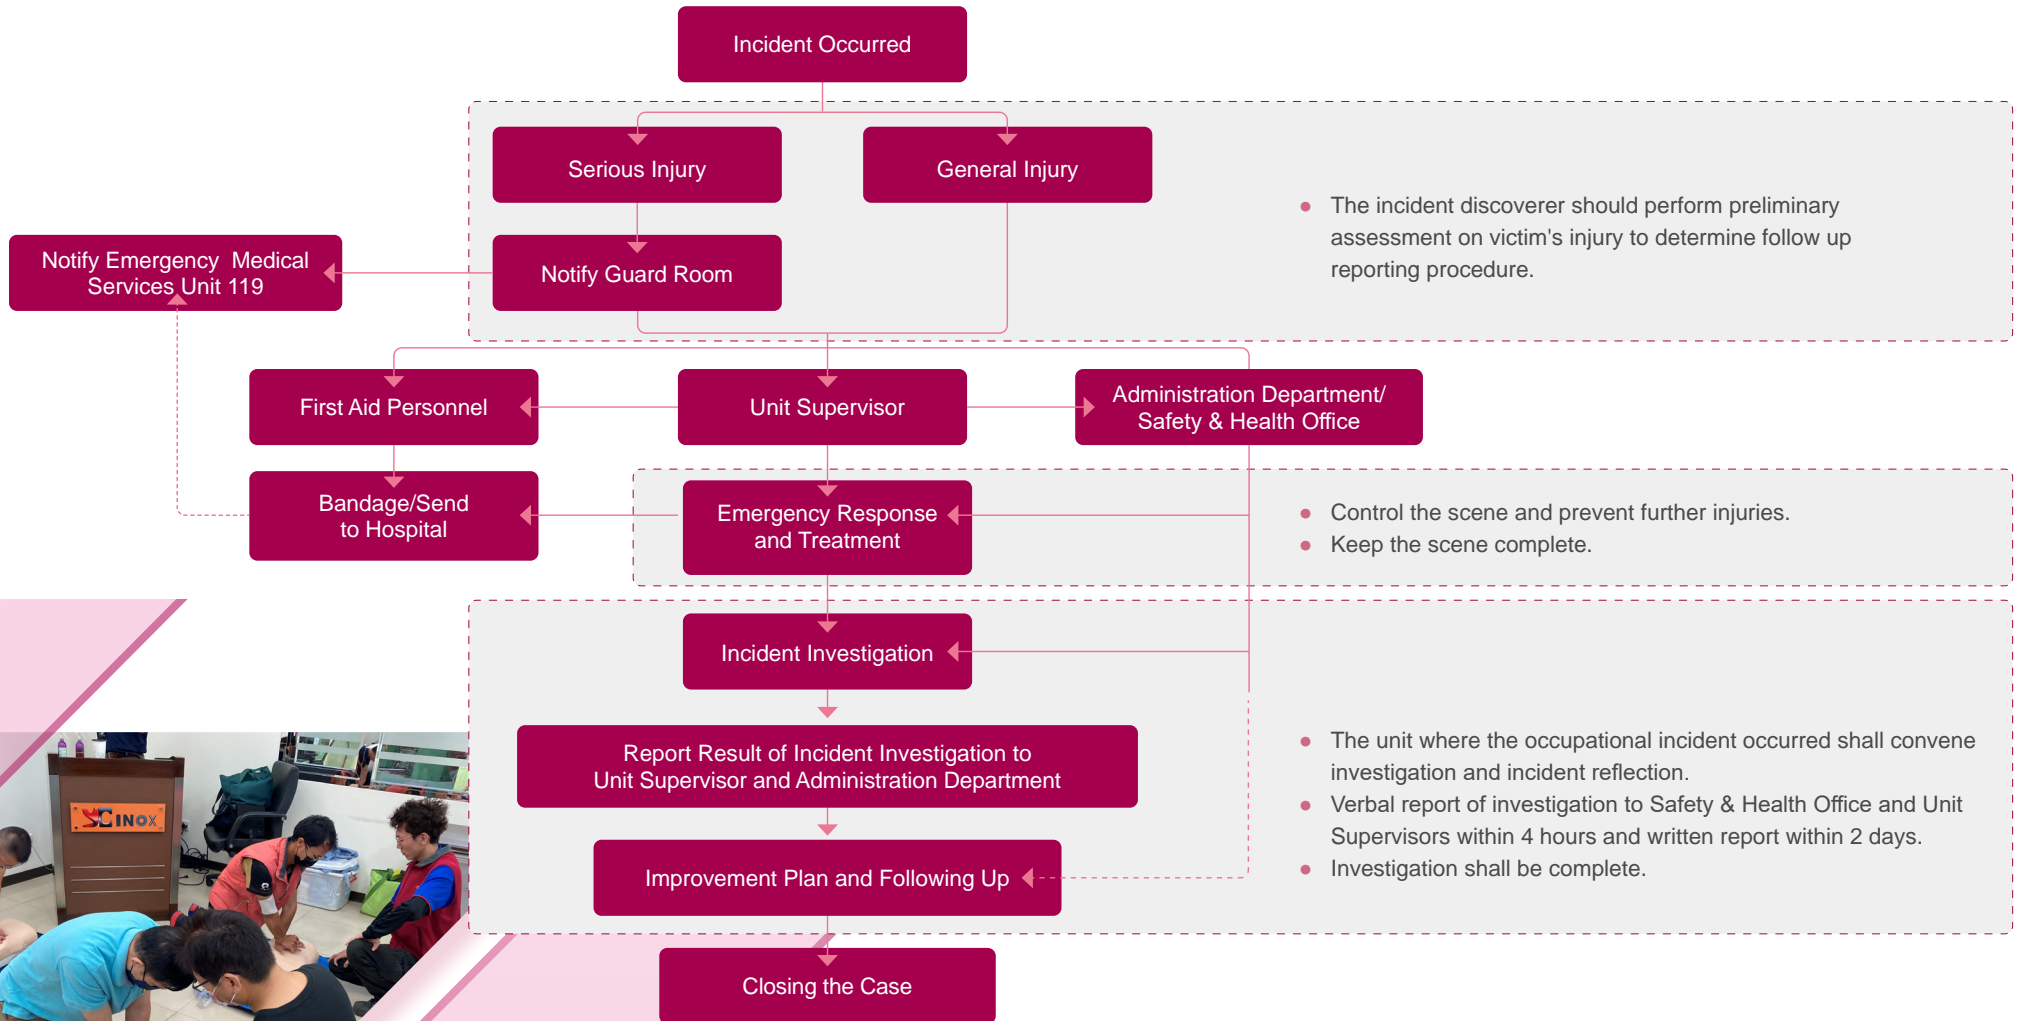 Incident Occurred
Serious Injury
General Injury
The incident discoverer should perform preliminary
assessment on victim's injury to determine follow up
reporting procedure.
Notify Emergency Medical
Services Unit 119
Notify Guard Room
First Aid Personnel
Unit Supervisor
Administration Department/
Safety & Health Office
Bandage/Send
to Hospital
Emergency Response
and Treatment
Control the scene and prevent further injuries.
Keep the scene complete.
Incident Investigation
Report Result of Incident Investigation to
Unit Supervisor and Administration Department
The unit where the occupational incident occurred shall convene
investigation and incident reflection.
Verbal report of investigation to Safety & Health Office and Unit
Supervisors within 4 hours and written report within 2 days.
Investigation shall be complete.
Improvement Plan and Following Up
Closing the Case
YC INOX